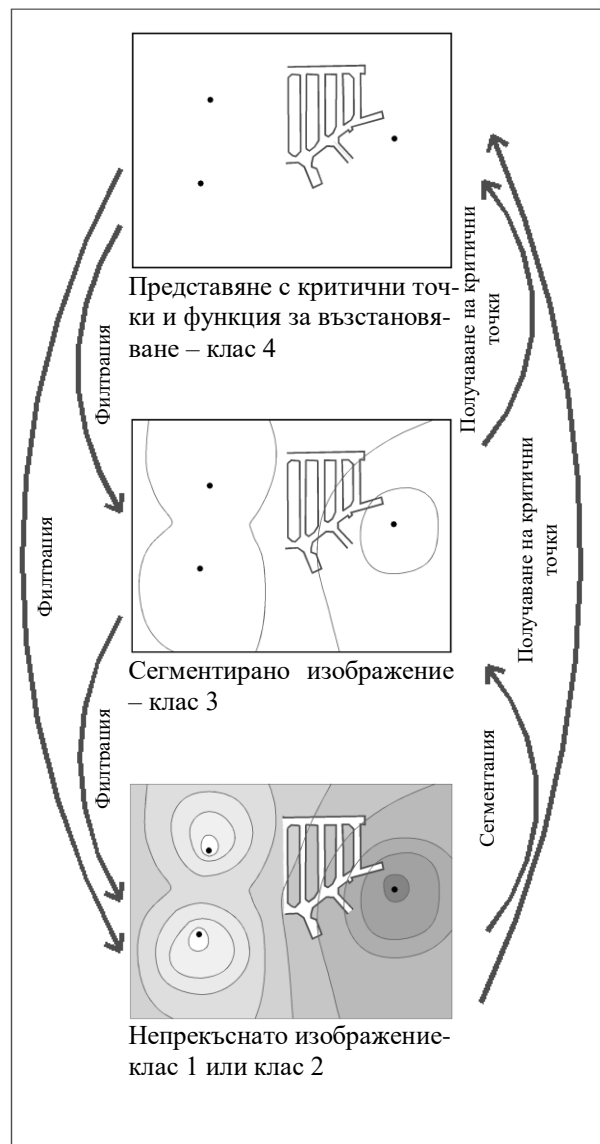 Представяне с критични точ-
ки и функция за възстановя-
ване – клас 4
Филтрация
Получаване на критични
точки
Филтрация
Сегментирано изображение
– клас 3
Получаване на критични
точки
Филтрация
Сегментация
Непрекъснато изображение-
клас 1 или клас 2